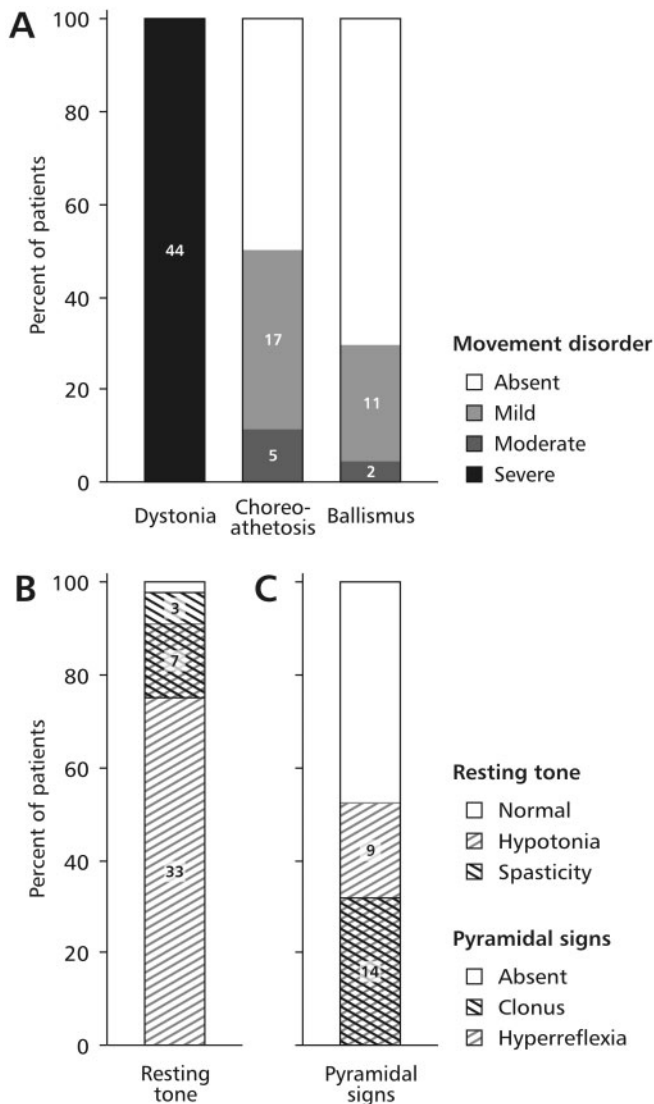 A
Percent of patients
100
80
60
40
20
0
44
17
5
11
2
Dystonia
Choreo-
athetosis
Ballismus
Movement disorder
Absent
Mild
Moderate
Severe
B
Percent of patients
100
80
60
40
20
0
3
7
33
Resting
tone
C
9
14
Pyramidal
signs
Resting tone
Normal
Hypotonia
Spasticity
Pyramidal signs
Absent
Clonus
Hyperreflexia